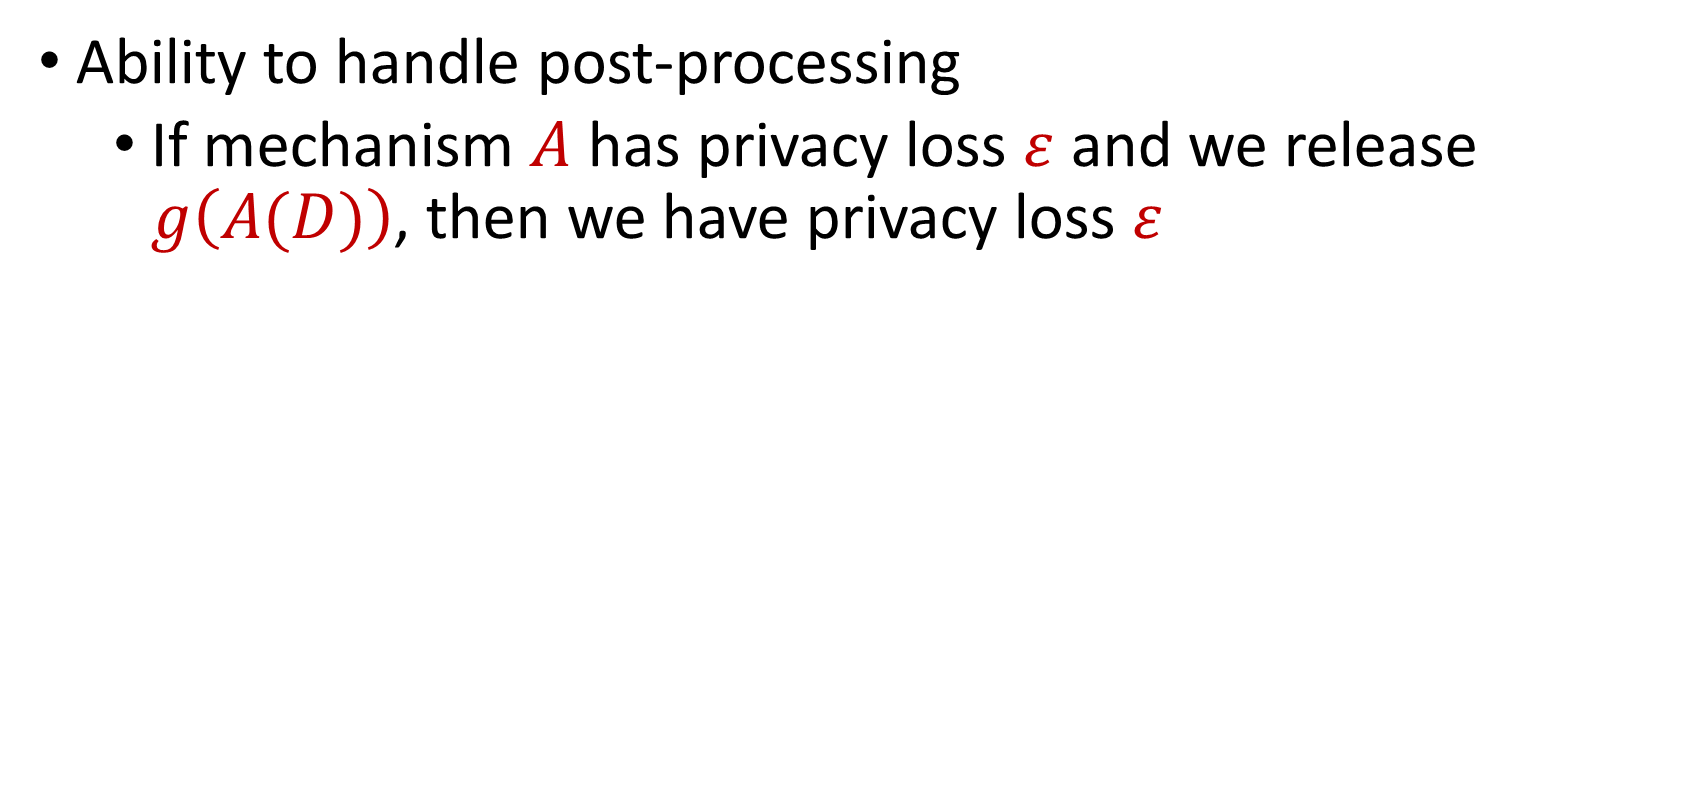 • Ability to handle post-processing
• If mechanism A has privacy loss ε and we release
g(A(D)), then we have privacy loss ε